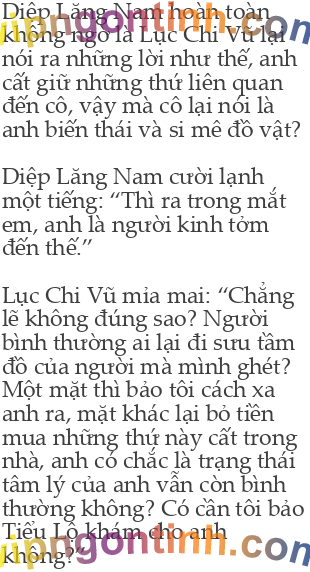 Diệp Lăng Nam hoàn toàn
không ngờ là Lục Chi Vũ lại
nói ra những lời như thế, anh
cất giữ những thứ liên quan
đến cô, vậy mà cô lại nói là
anh biến thái và si mê đồ vật?
Diệp Lăng Nam cười lạnh
một tiếng: “Thì ra trong mắt
em, anh là người kinh tởm
đến thế.”
Lục Chi Vũ mỉa mai: “Chẳng
lẽ không đúng sao? Người
bình thường ai lại đi sưu tầm
đồ của người mà mình ghét?
Một mặt thì bảo tôi cách xa
anh ra, mặt khác lại bỏ tiền
mua những thứ này cất trong
nhà, anh có chắc là trạng thái
tâm lý của anh vẫn còn bình
thường không? Có cần tôi bảo
Tiểu Lộ khám cho anh
không?”
vipngontinh.com